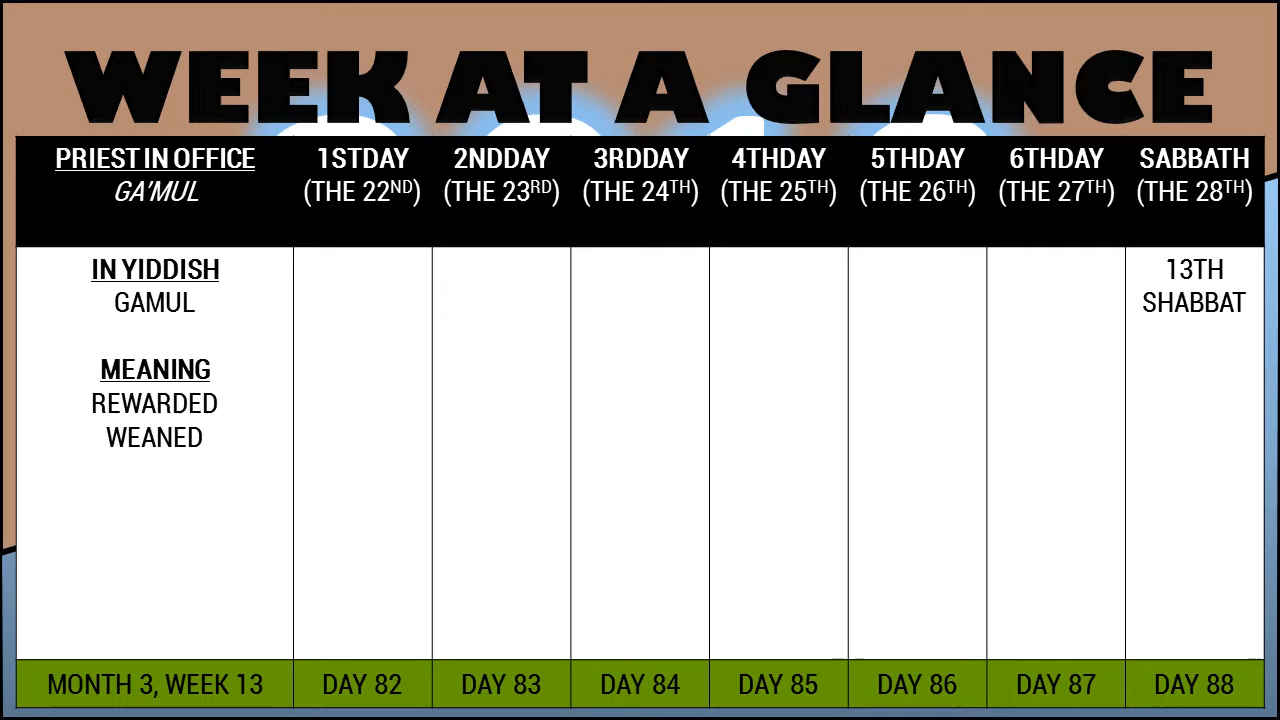 WEEK AT A GLANCE
PRIEST IN OFFICE
GA'MUL
1STDAY
(THE 22ND)
2NDDAY
(THE 23RD)
3RDDAY
(THE 24TH)
4THDAY
(THE 25TH)
5THDAY
(THE 26TH)
6THDAY
(THE 27TH)
SABBATH
(THE 28TH)
IN YIDDISH
GAMUL
MEANING
REWARDED
WEANED
13TH
SHABBAT
MONTH 3, WEEK 13
DAY 82
DAY 83
DAY 84
DAY 85
DAY 86
DAY 87
DAY 88